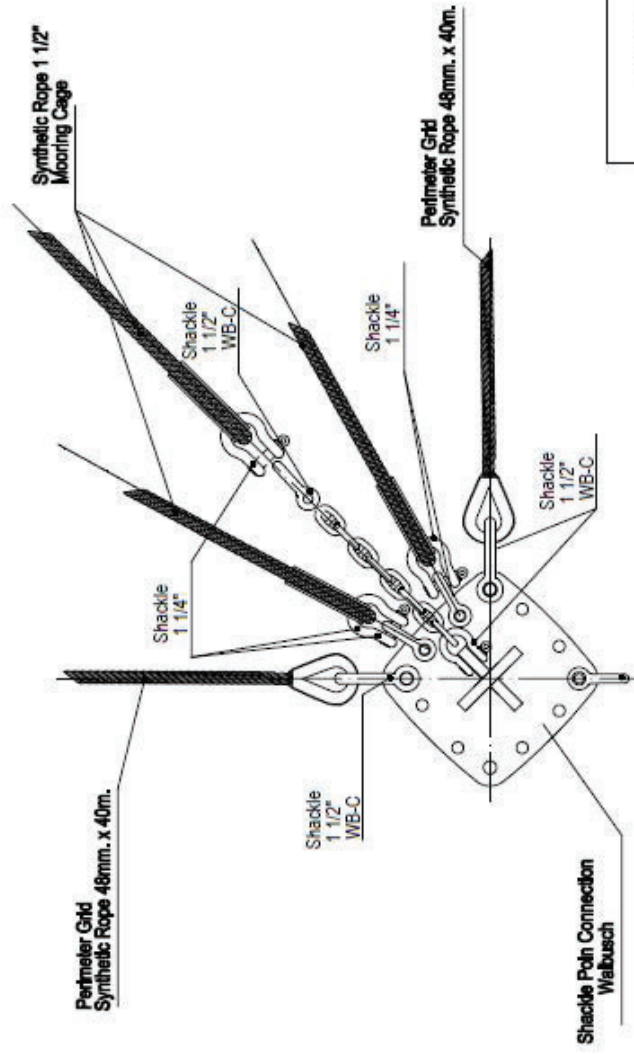 Synthetic Rope 1 1/2"
Mooring Cage
Perimeter Grid
Synthetic Rope 48mm. x 40m.
Shackle
1 1/2"
WB-C
Shackle
1 1/4"
Shackle
1 1/2"
WB-C
Shackle
1 1/4"
Shackle
1 1/2"
WB-C
Perimeter Grid
Synthetic Rope 48mm. x 40m.
Shackle Poin Connection
Walbusch